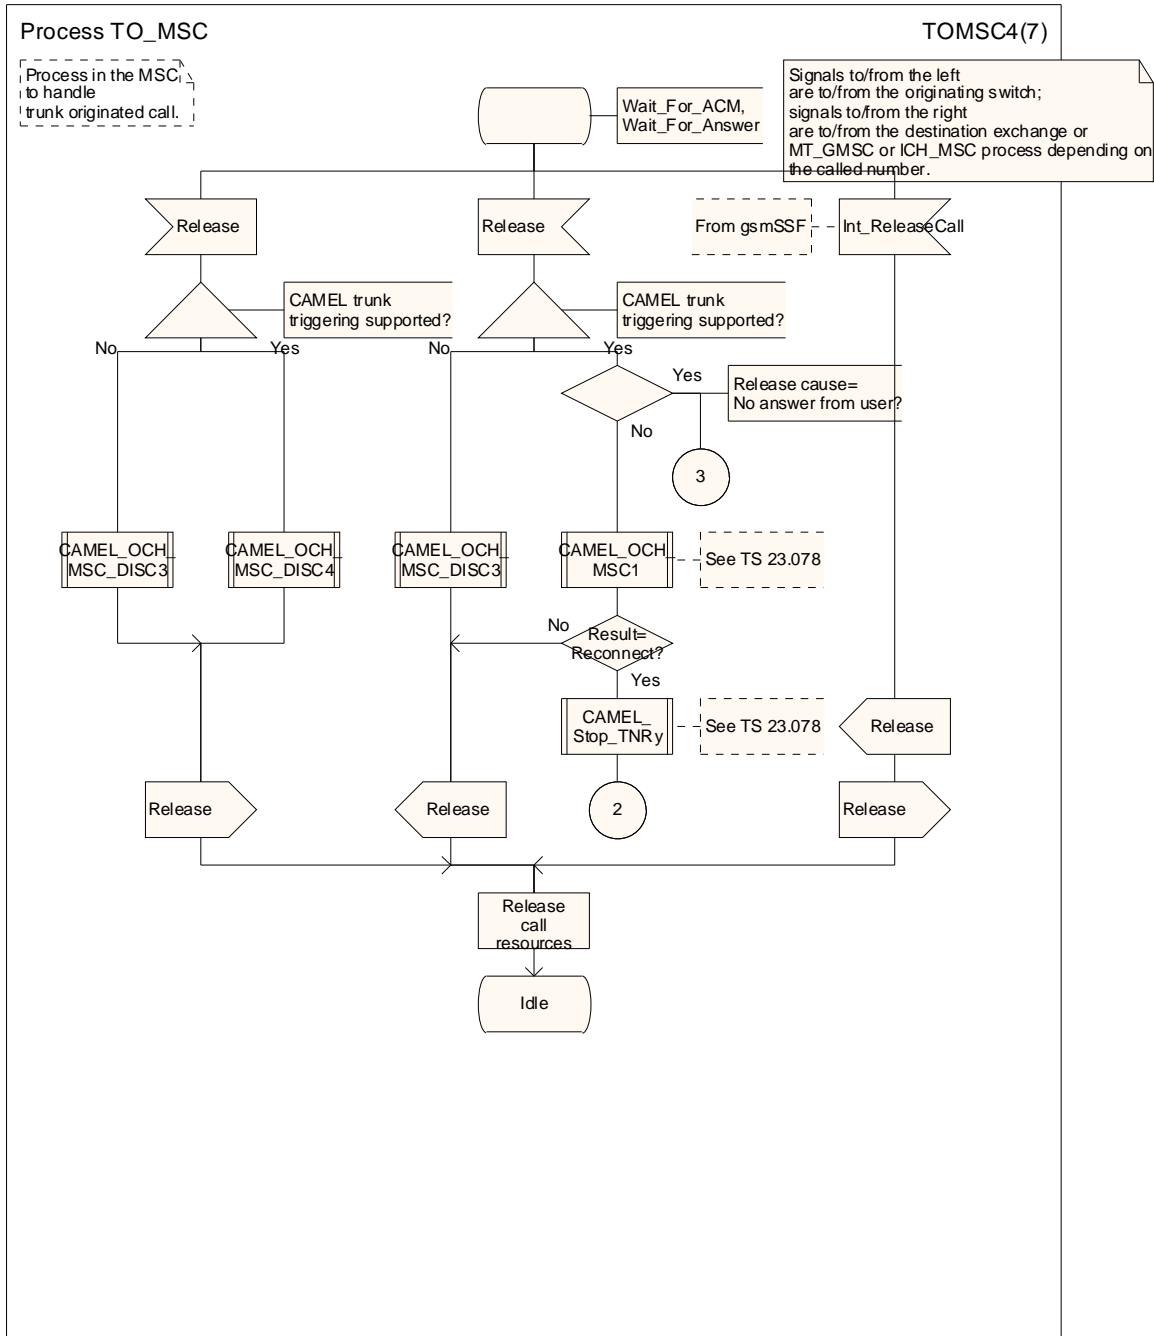 Process TO_MSC
TOMSC4(7)
Process in the MSC
to handle
trunk originated call.
Wait_For_ACM,
Wait_For_Answer
Signals to/from the left
are to/from the originating switch;
signals to/from the right
are to/from the destination exchange or
MT_GMSC or ICH_MSC process depending on
the called number.
Release
Release
From gsmSSF
Int_ReleaseCall
CAMEL trunk
triggering supported?
CAMEL trunk
triggering supported?
No
Yes
No
Yes
Yes
Release cause=
No answer from user?
No
3
CAMEL_OCH_
MSC_DISC3
CAMEL_OCH_
MSC_DISC4
CAMEL_OCH_
MSC_DISC3
CAMEL_OCH_
MSC1
See TS 23.078
No
Result=
Reconnect?
Yes
CAMEL_
Stop_TNRy
See TS 23.078
Release
Release
Release
2
Release
Release
call
resources
Idle